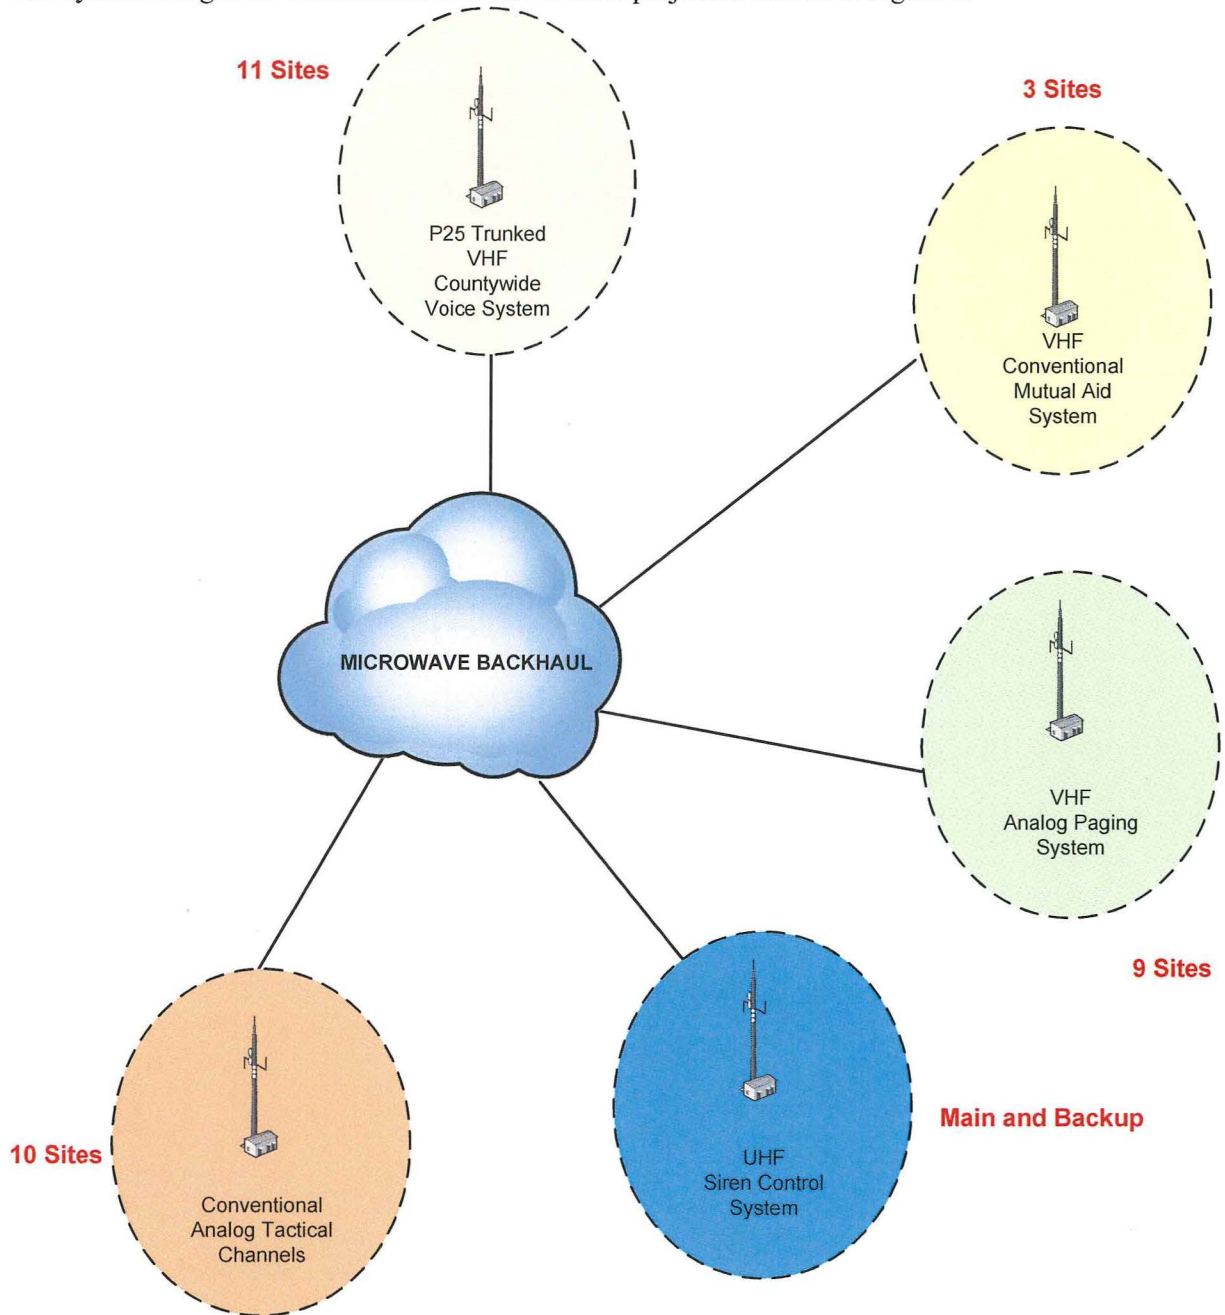 11 Sites
3 Sites
P25 Trunked
VHF
Countywide
Voice System
VHF
Conventional
Mutual Aid
System
MICROWAVE BACKHAUL
VHF
Analog Paging
System
9 Sites
Main and Backup
10 Sites
UHF
Siren Control
System
Conventional
Analog Tactical
Channels